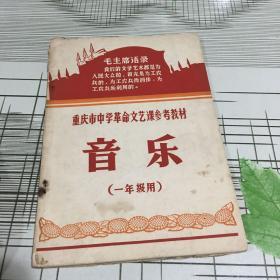 毛主席语录
我们的文学艺术都是为
人民大众的，首先是为工农
兵的，为工农兵而创作，为
工农兵所利用的。
重庆市中学革命文艺课参考教材
音乐
（一年级用）